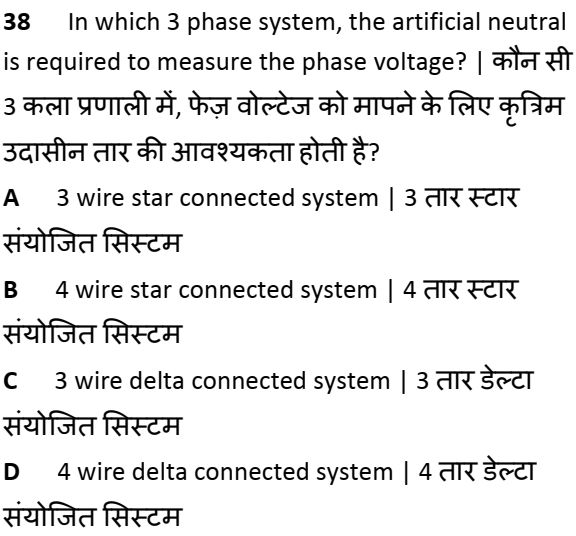 38 In which 3 phase system, the artificial neutral
is required to measure the phase voltage? | कौन सी
3 कला प्रणाली में, फेज़ वोल्टेज को मापने के लिए कृत्रिम
उदासीन तार की आवश्यकता होती है?
A 3 wire star connected system | 3 तार स्टार
संयोजित सिस्टम
B 4 wire star connected system | 4 तार स्टार
संयोजित सिस्टम
C 3 wire delta connected system | 3 तार डेल्टा
संयोजित सिस्टम
D 4 wire delta connected system | 4 तार डेल्टा
संयोजित सिस्टम